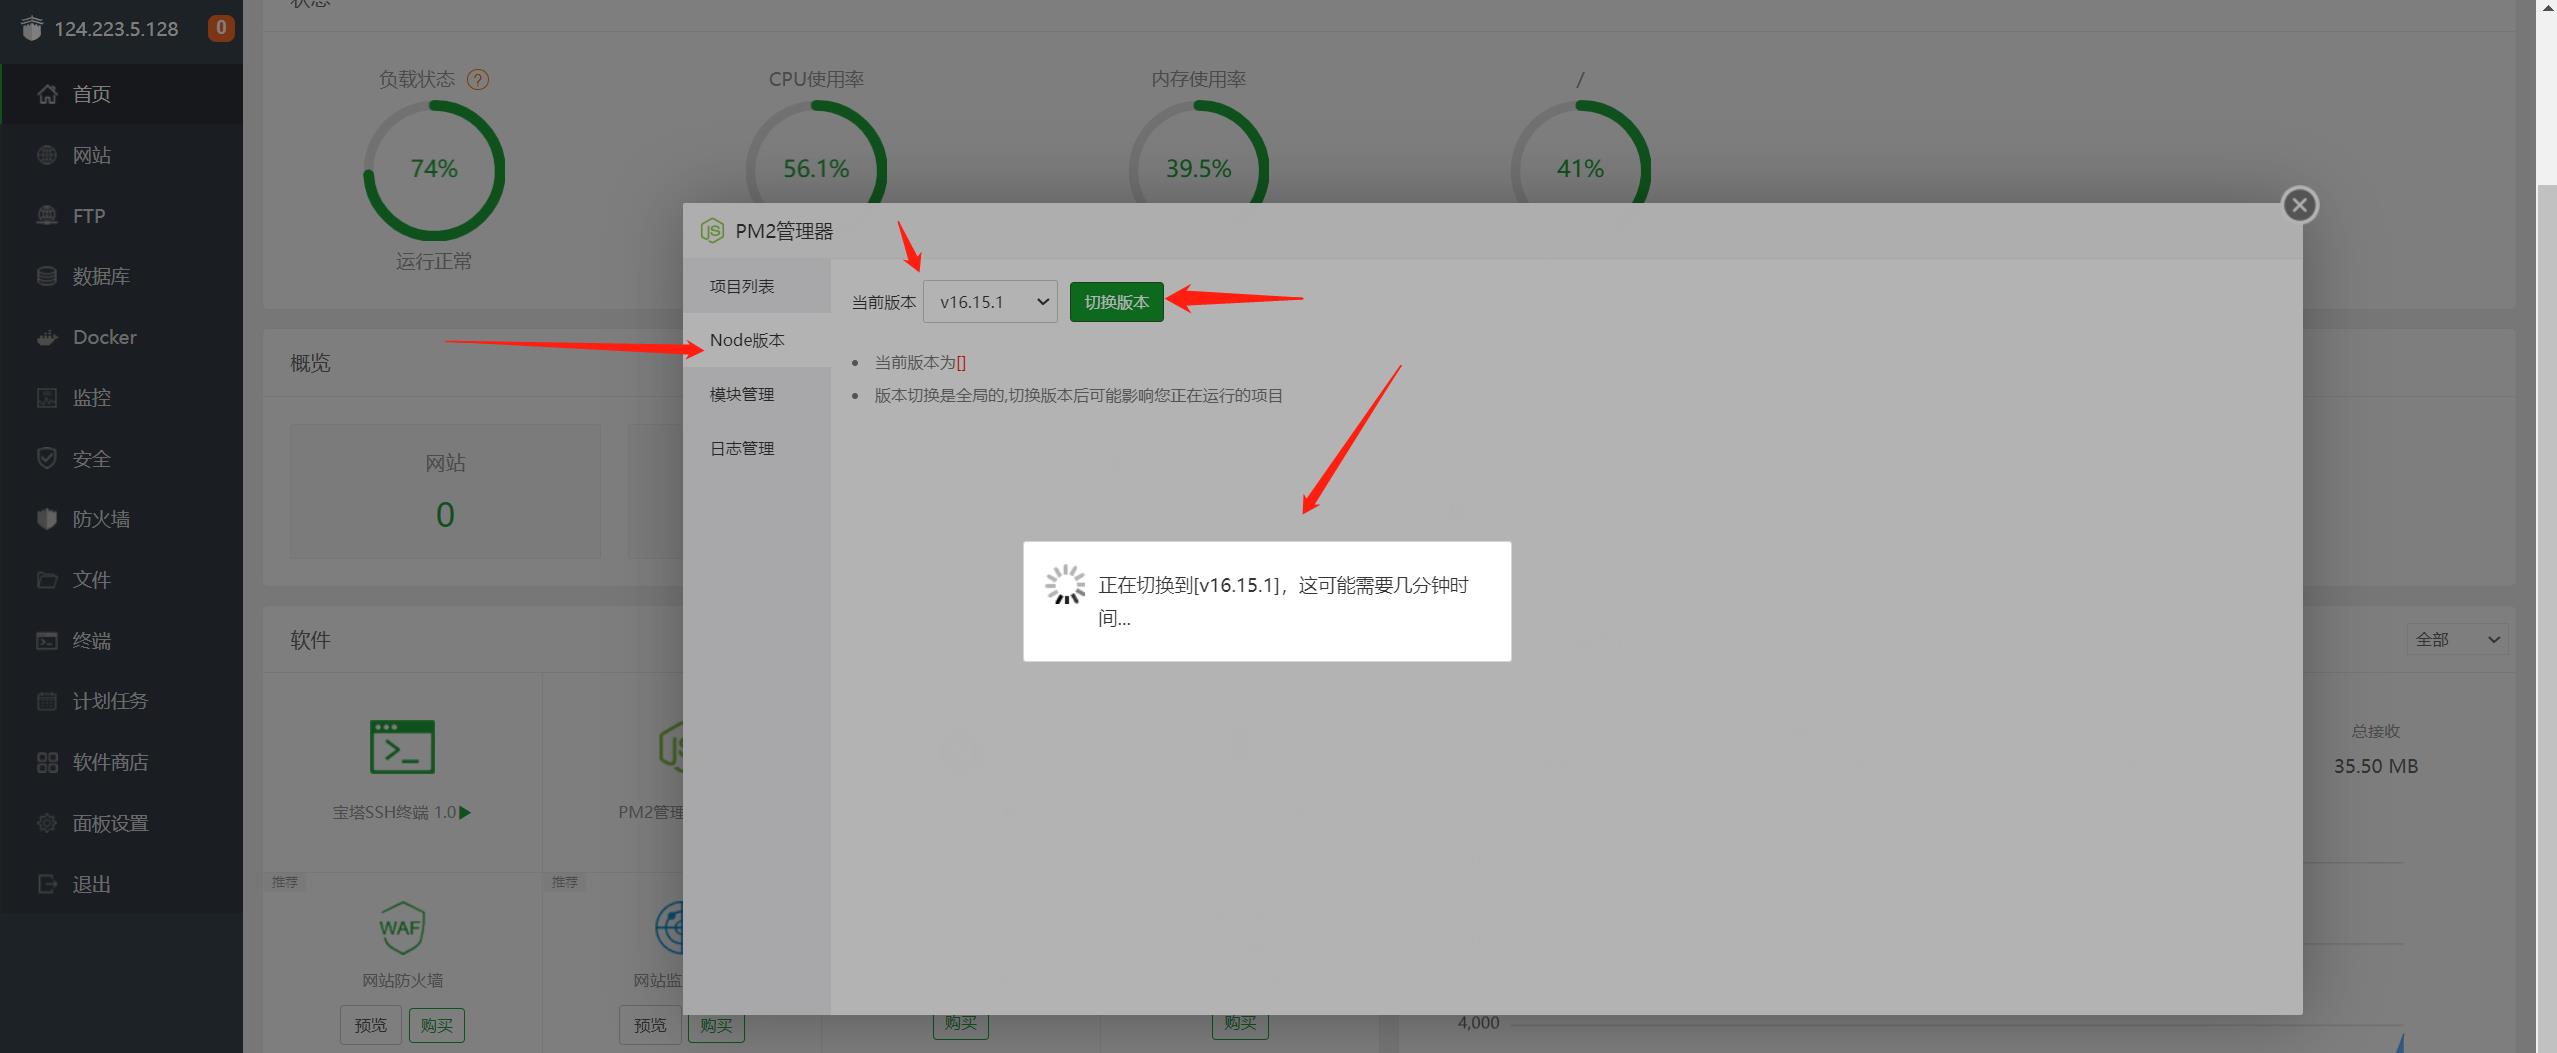 124.223.5.128
0
首页
网站
FTP
数据库
Docker
监控
安全
防火墙
文件
终端
计划任务
软件商店
面板设置
退出
状态
负载状态 ?
74%
运行正常
CPU使用率
56.1%
内存使用率
39.5%
/
41%
概览
网站
0
软件
全部
宝塔SSH终端 1.0
JS
PM2管理
推荐
WAF
网站防火墙
预览
购买
推荐
网站监
预览
购买
购买
购买
总接收
35.50 MB
4,000
JS
PM2管理器
项目列表
Node版本
模块管理
日志管理
当前版本 v16.15.1 切换版本
当前版本为[]
版本切换是全局的,切换版本后可能影响您正在运行的项目
正在切换到[v16.15.1]，这可能需要几分钟时
间...